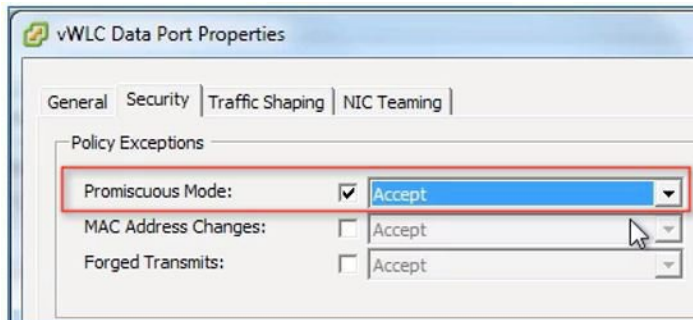 vWLC Data Port Properties
General Security Traffic Shaping NIC Teaming
Policy Exceptions
Promiscuous Mode: Accept
MAC Address Changes: Accept
Forged Transmits: Accept